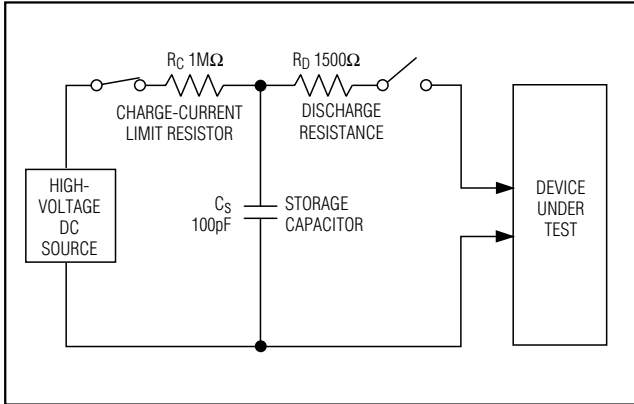 R_C 1MΩ
CHARGE-CURRENT
LIMIT RESISTOR
R_D 1500Ω
DISCHARGE
RESISTANCE
HIGH-
VOLTAGE
DC
SOURCE
C_S
100pF
STORAGE
CAPACITOR
DEVICE
UNDER
TEST